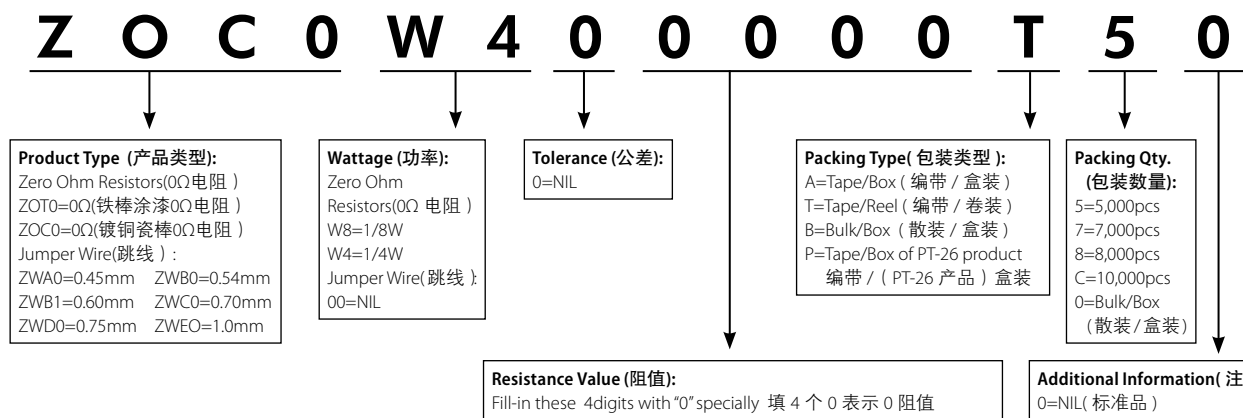 ZOC0W400000T50
Product Type (产品类型):
Zero Ohm Resistors(0Ω电阻）
ZOT0=0Ω(铁棒涂漆0Ω电阻）
ZOC0=0Ω(镀铜瓷棒0Ω电阻）
Jumper Wire(跳线）:
ZWA0=0.45mm ZWB0=0.54mm
ZWB1=0.60mm ZWC0=0.70mm
ZWD0=0.75mm ZWEO=1.0mm
Wattage (功率):
Zero Ohm
Resistors(0Ω 电阻）
W8=1/8W
W4=1/4W
Jumper Wire(跳线）:
00=NIL
Tolerance (公差):
0=NIL
Packing Type( 包装类型 ):
A=Tape/Box ( 编带 / 盒装 )
T=Tape/Reel ( 编带 / 卷装 )
B=Bulk/Box （散装 / 盒装 )
P=Tape/Box of PT-26 product
编带 / （ PT-26 产品 ）盒装
Packing Qty.
(包装数量):
5=5,000pcs
7=7,000pcs
8=8,000pcs
C=10,000pcs
0=Bulk/Box
（散装/盒装)
Resistance Value (阻值):
Fill-in these 4digits with “0” specially 填 4 个 0 表示 0 阻值
Additional Information( 注
0=NIL( 标准品 )